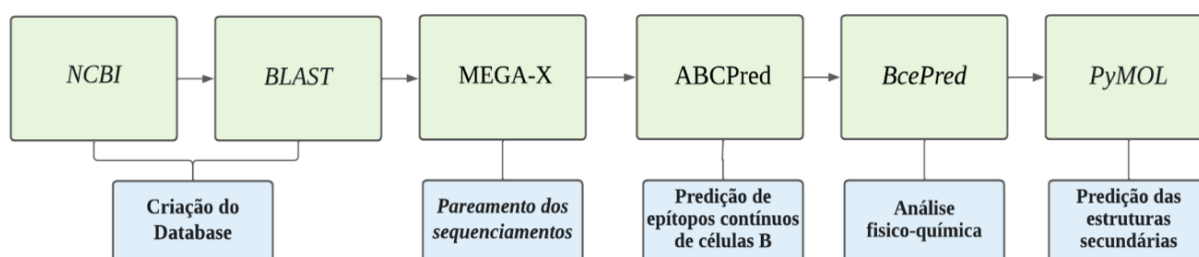 NCBI
BLAST
MEGA-X
ABCPred
BcePred
PyMOL
Criação do
Database
Pareamento dos
sequenciamentos
Predição de
epítopos contínuos
de células B
Análise
fisico-química
Predição das
estruturas
secundárias